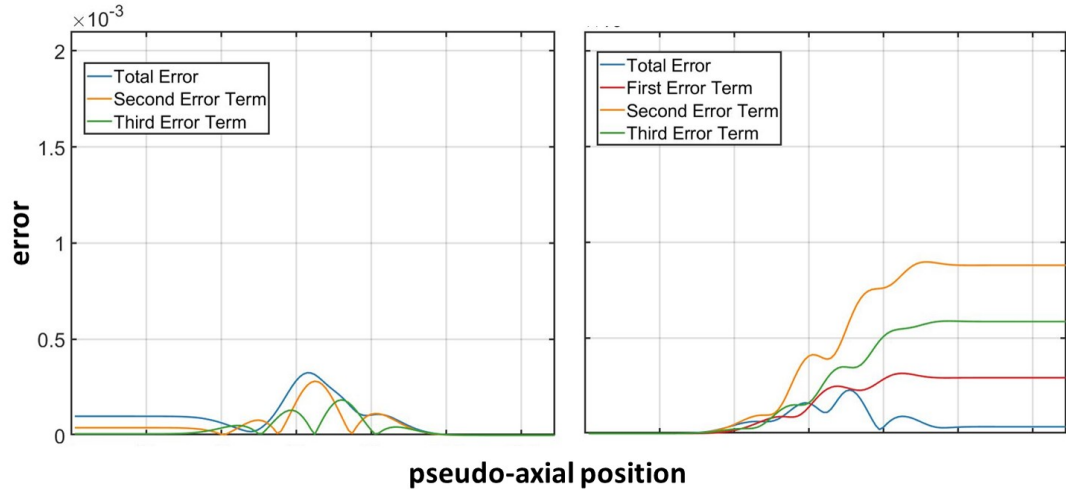 ×10⁻³
2
1.5
1
0.5
0
error
Total Error
Second Error Term
Third Error Term
Total Error
First Error Term
Second Error Term
Third Error Term
pseudo-axial position